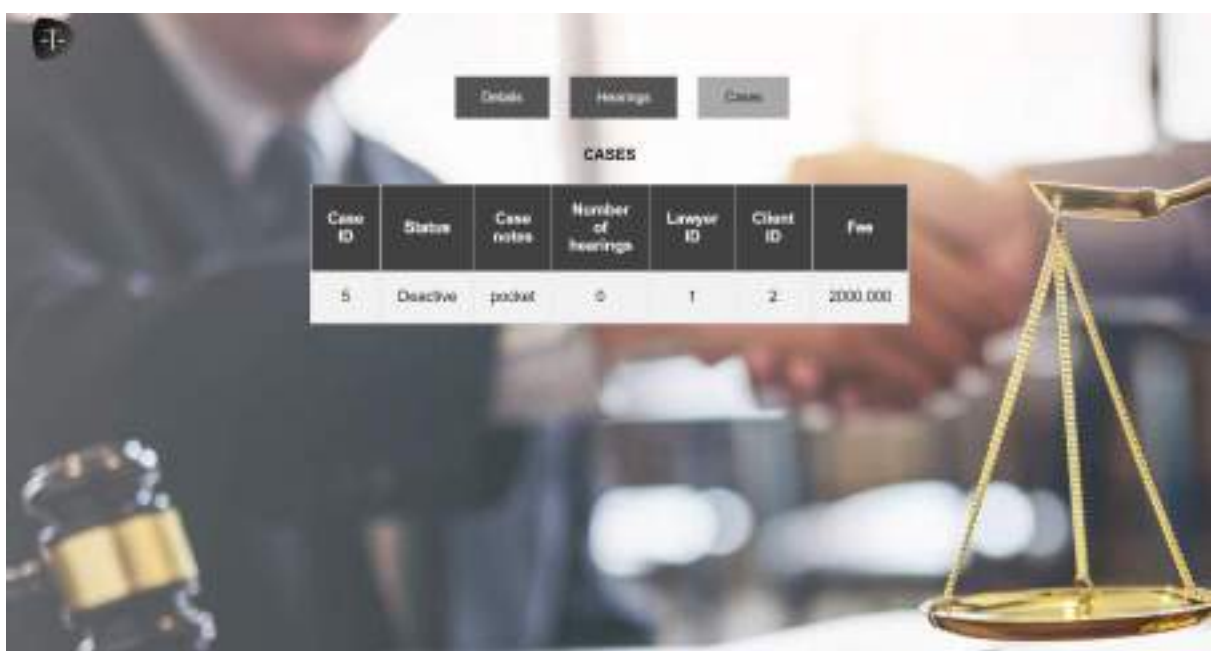 Details Hearings Cases
CASES
Case ID Status Case notes Number of hearings Lawyer ID Client ID Fee
5 Deactive pocket 0 1 2 2000.000